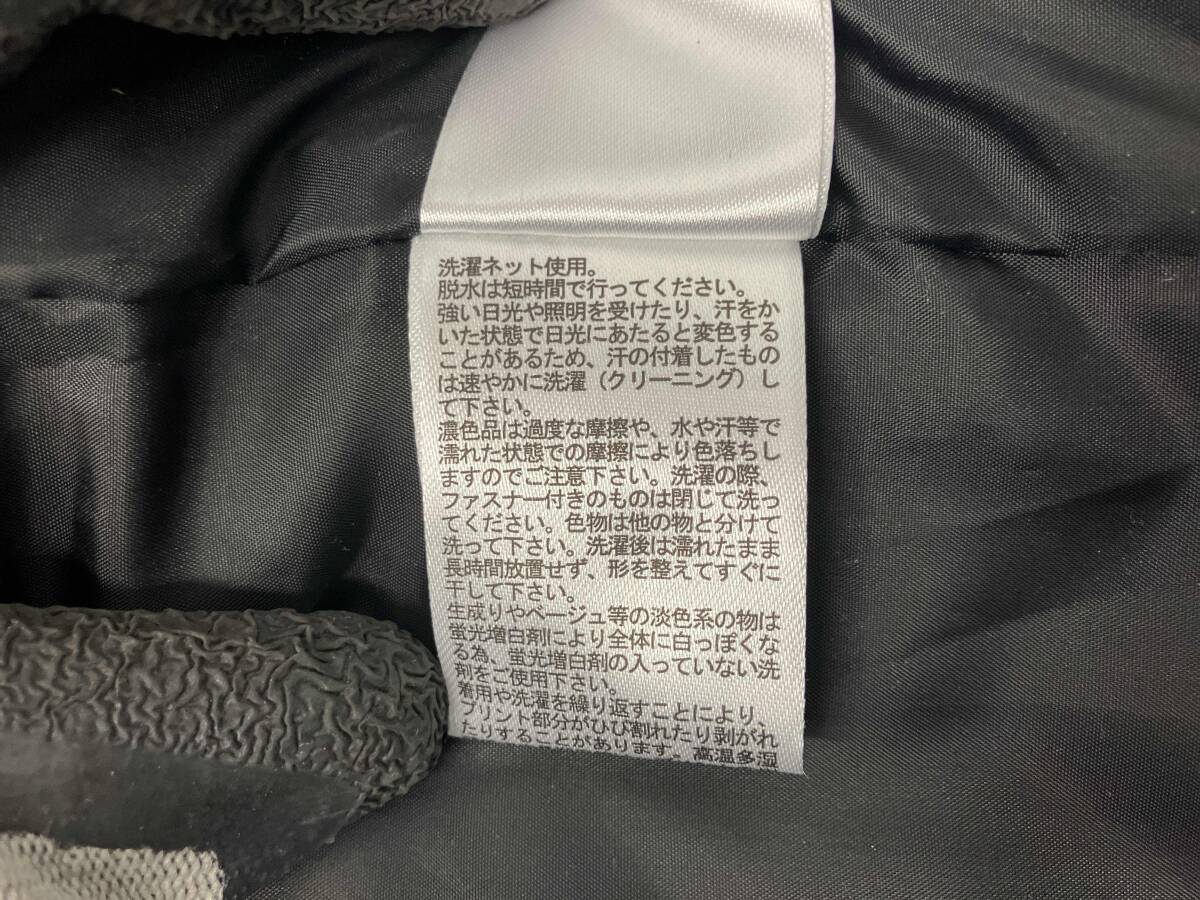 洗濯ネット使用。
脱水は短時間で行ってください。
強い日光や照明を受けたり、汗をか
いた状態で日光にあたると変色する
ことがあるため、汗の付着したもの
は速やかに洗濯（クリーニング）し
て下さい。
濃色品は過度な摩擦や、水や汗等で
濡れた状態での摩擦により色落ちし
ますのでご注意下さい。洗濯の際、
ファスナー付きのものは閉じて洗っ
てください。色物は他の物と分けて
洗って下さい。洗濯後は濡れたまま
長時間放置せず、形を整えてすぐに
干して下さい。
生成りやベージュ等の淡色系の物は
蛍光増白剤により全体に白っぽくな
る為、蛍光増白剤の入っていない洗
剤をご使用下さい。
着用や洗濯を繰り返すことにより、
プリント部分がひび割れたり剥がれ
たりすることがあります。高温多湿